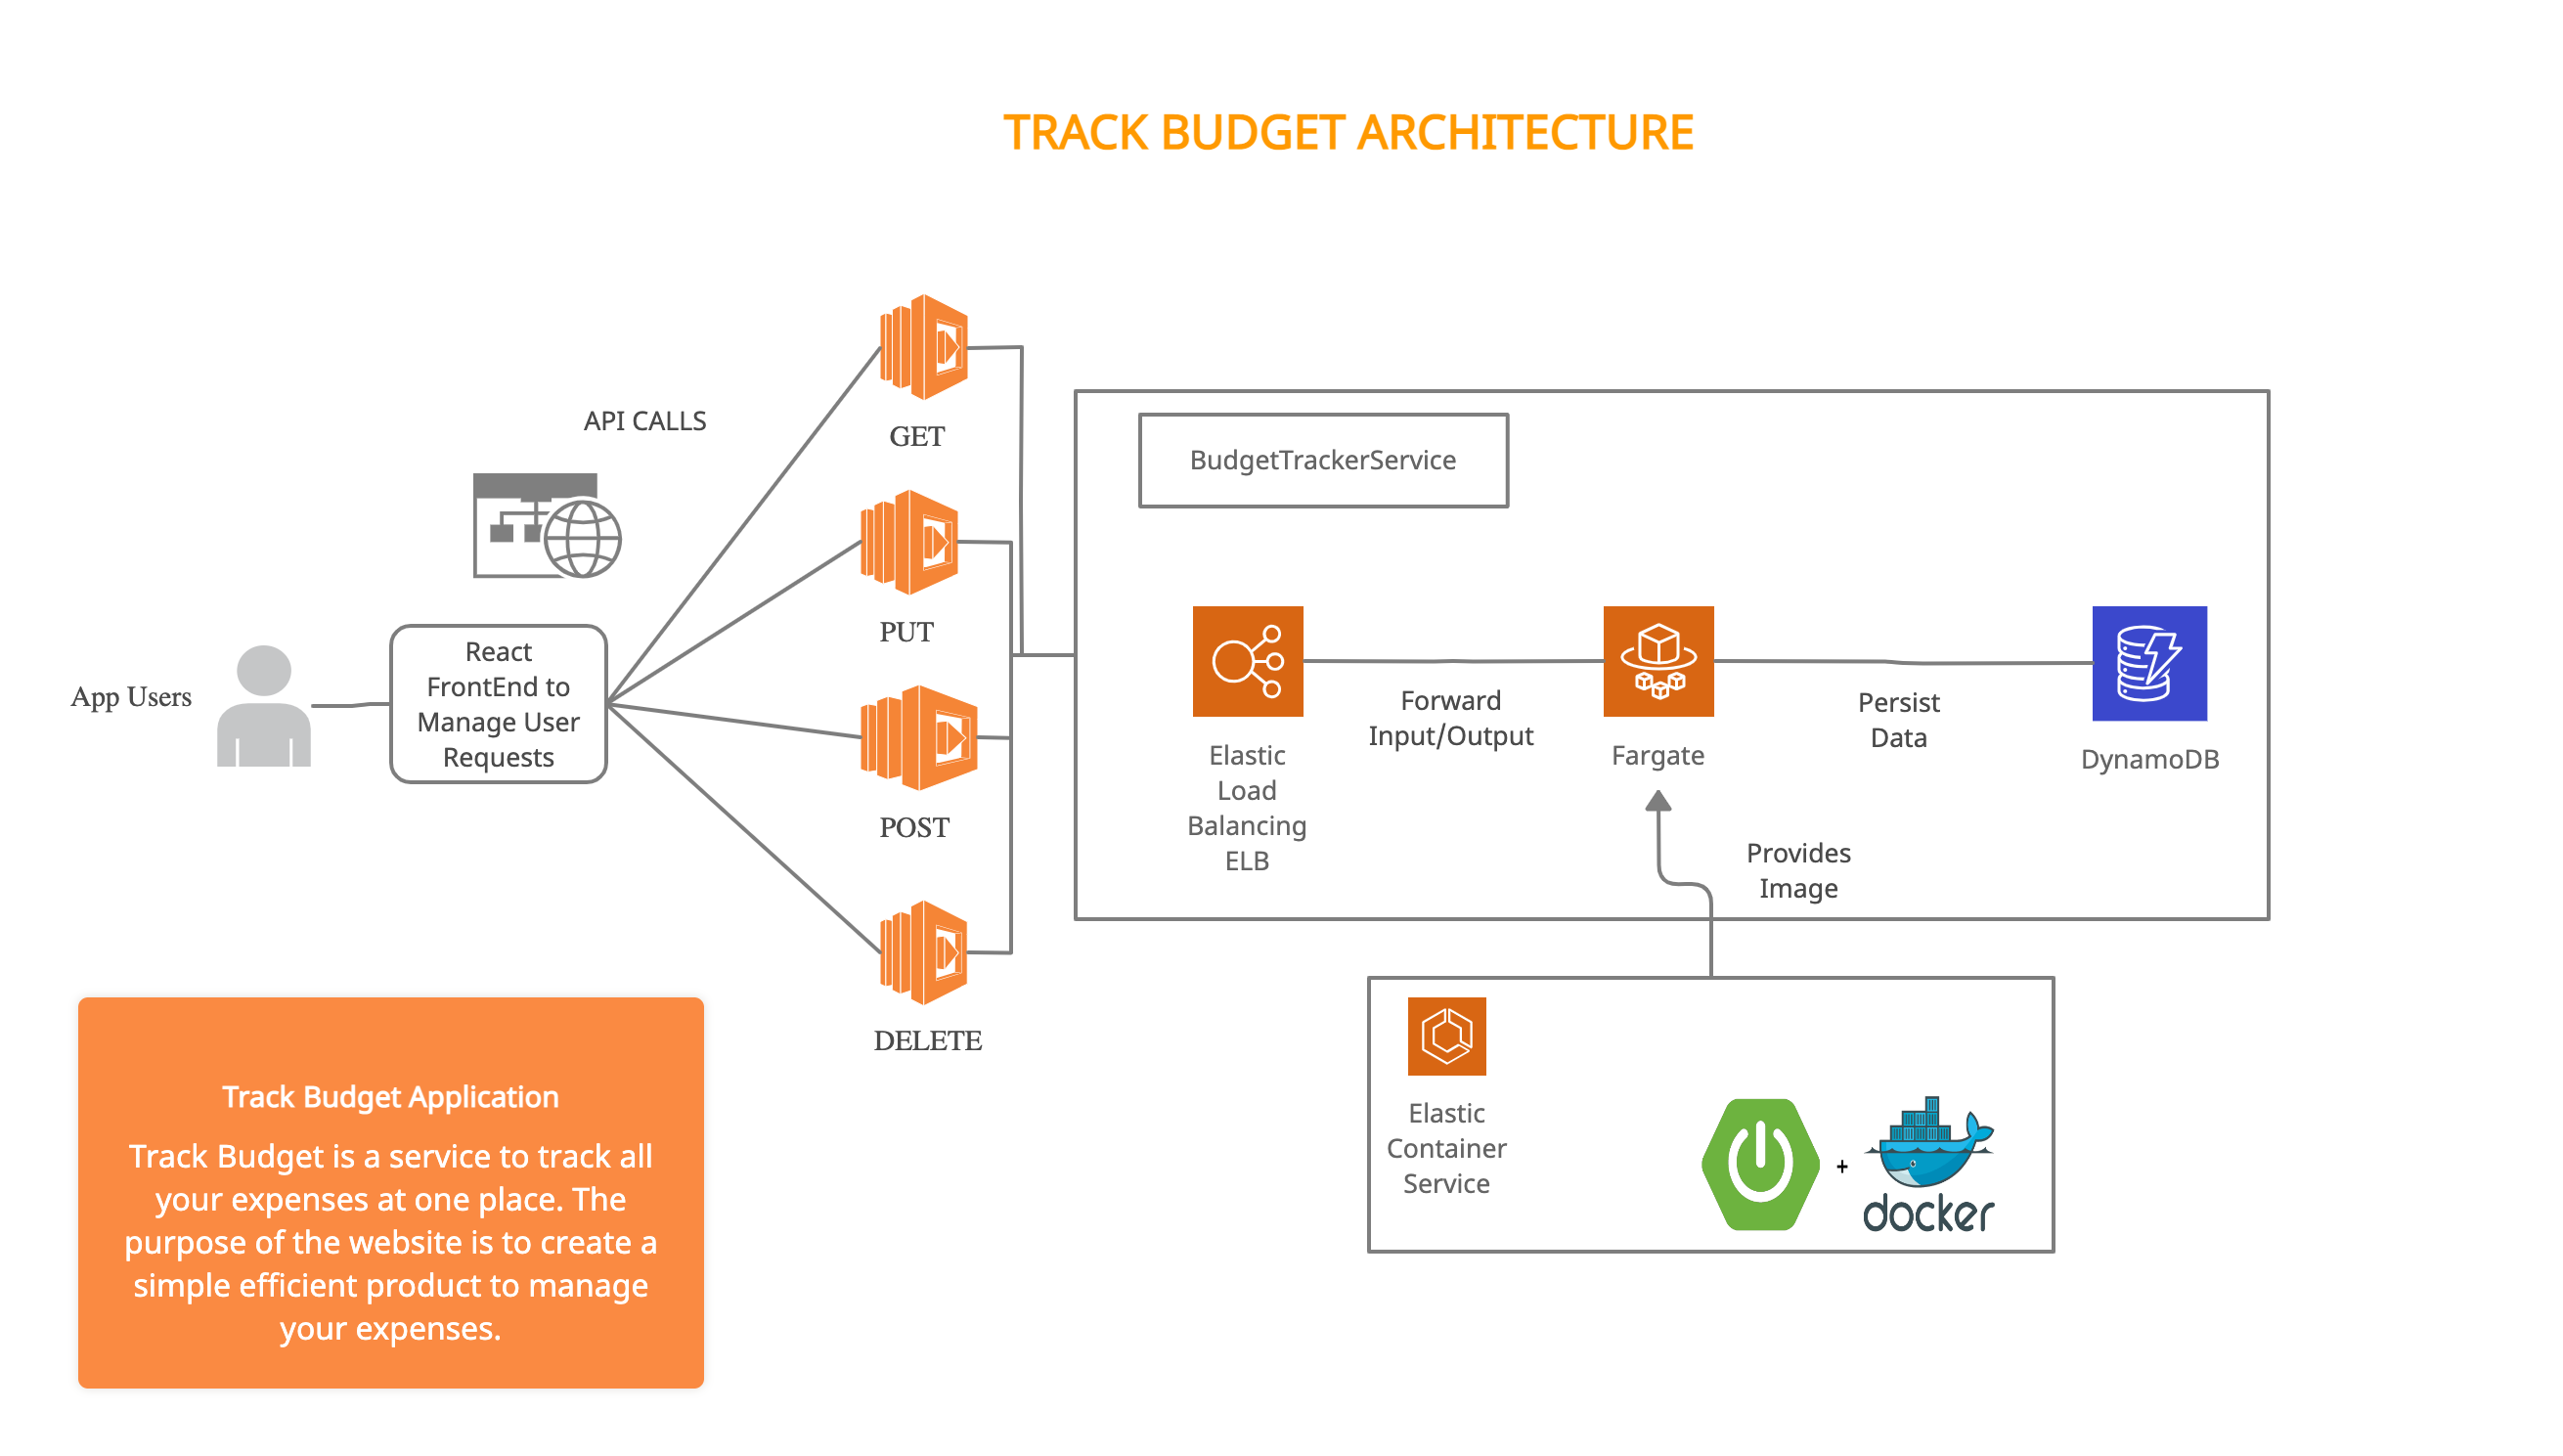 TRACK BUDGET ARCHITECTURE
API CALLS
App Users
React
FrontEnd to
Manage User
Requests
GET
PUT
POST
DELETE
BudgetTrackerService
Elastic
Load
Balancing
ELB
Forward
Input/Output
Fargate
Persist
Data
DynamoDB
Provides
Image
Elastic
Container
Service
+
docker
Track Budget Application
Track Budget is a service to track all
your expenses at one place. The
purpose of the website is to create a
simple efficient product to manage
your expenses.